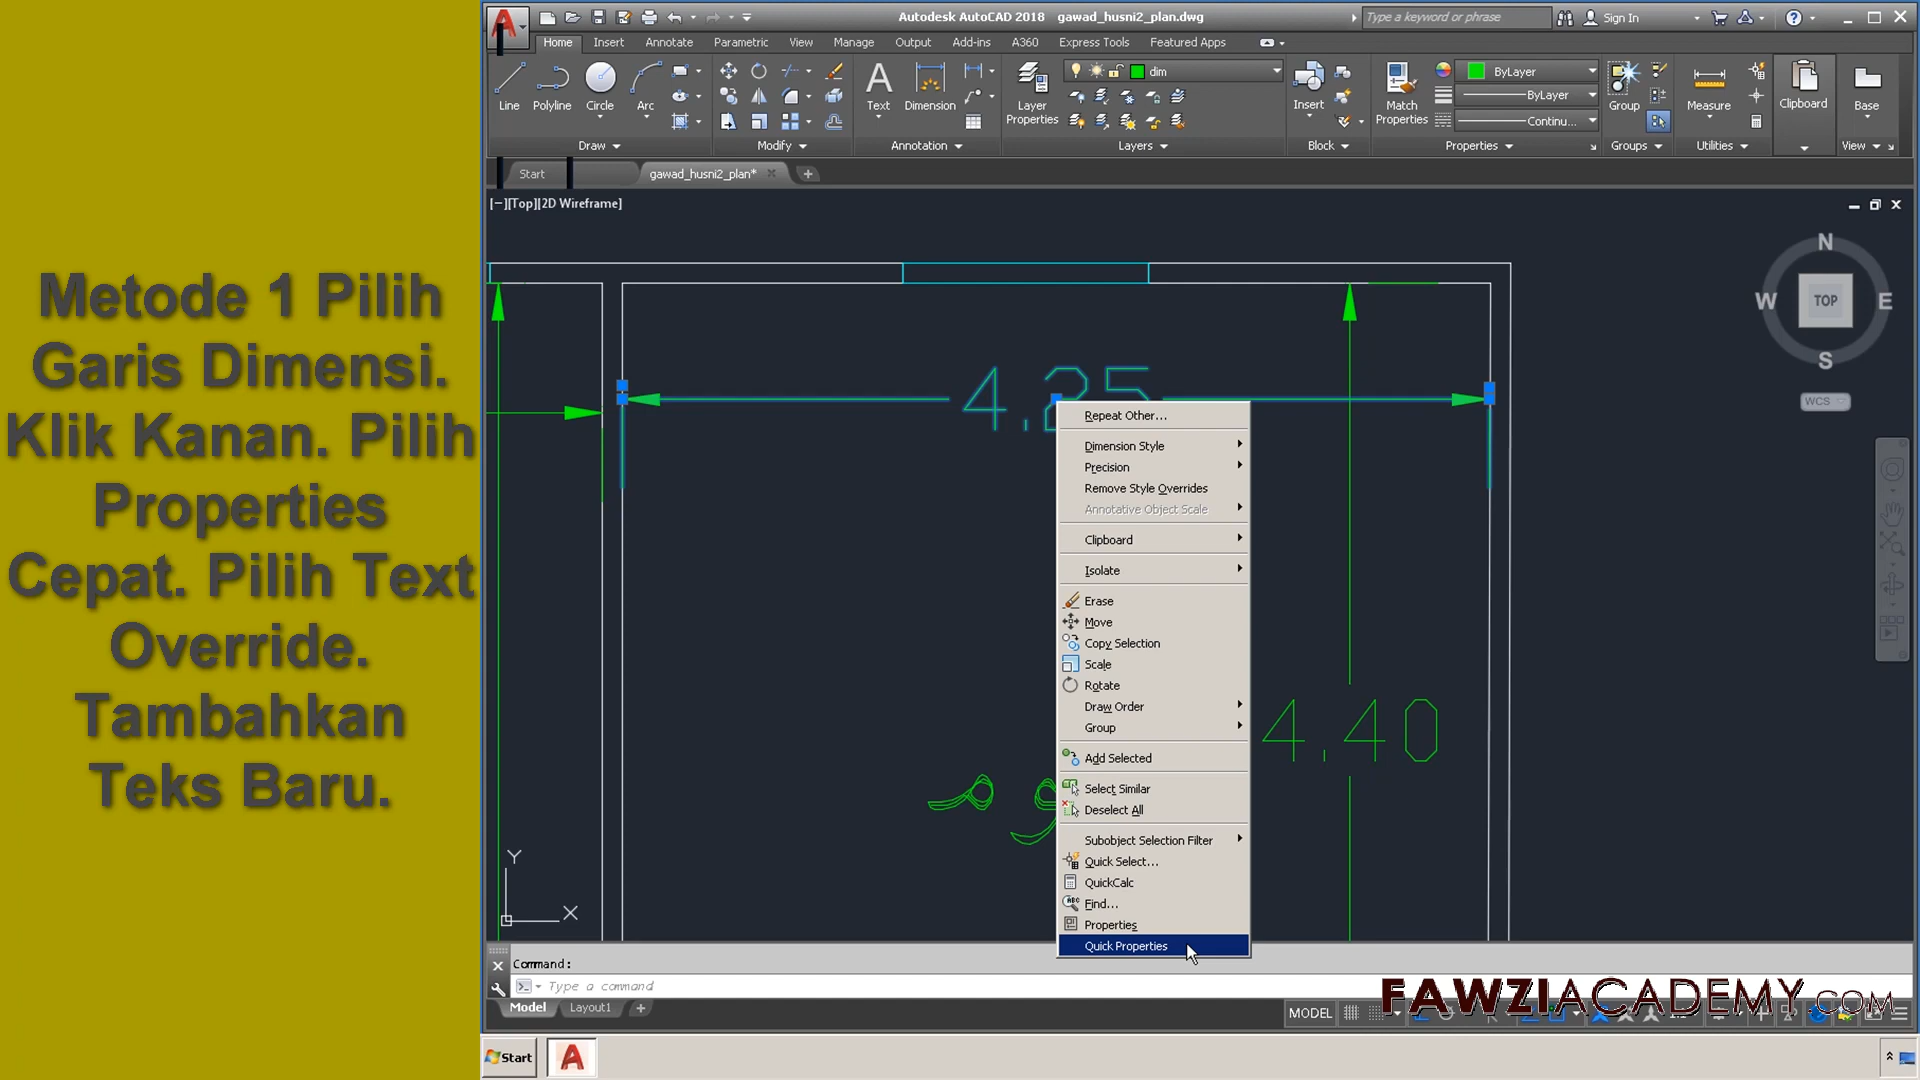 Metode 1 Pilih
Garis Dimensi.
Klik Kanan. Pilih
Properties
Cepat. Pilih Text
Override.
Tambahkan
Teks Baru.
Autodesk AutoCAD 2018 gawad_husni2_plan.dwg
Type a keyword or phrase
Sign In
Home Insert Annotate Parametric View Manage Output Add-ins A360 Express Tools Featured Apps
dim
ByLayer
ByLayer
Continu...
Line Polyline Circle Arc
Text Dimension
Layer
Properties
Insert
Match
Properties
Group
Measure
Clipboard
Base
Draw Modify Annotation Layers Block Properties Groups Utilities View
Start gawad_husni2_plan*
[−][Top][2D Wireframe]
N
W TOP E
S
WCS
4,25
4,40
Repeat Other...
Dimension Style
Precision
Remove Style Overrides
Annotative Object Scale
Clipboard
Isolate
Erase
Move
Copy Selection
Scale
Rotate
Draw Order
Group
Add Selected
Select Similar
Deselect All
Subobject Selection Filter
Quick Select...
QuickCalc
Find...
Properties
Quick Properties
Y
X
Command:
Type a command
Model Layout1
MODEL
FAWZIACADEMY.COM
Start